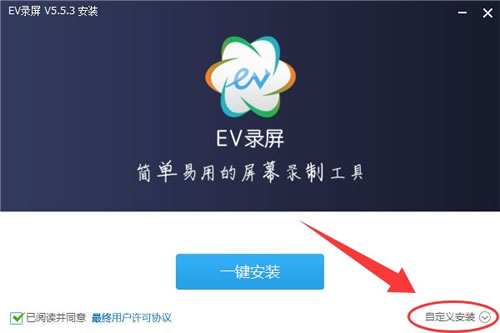 EV录屏 V5.5.3 安装
ev
EV录屏
简单易用的屏幕录制工具
一键安装
已阅读并同意 最终用户许可协议
自定义安装